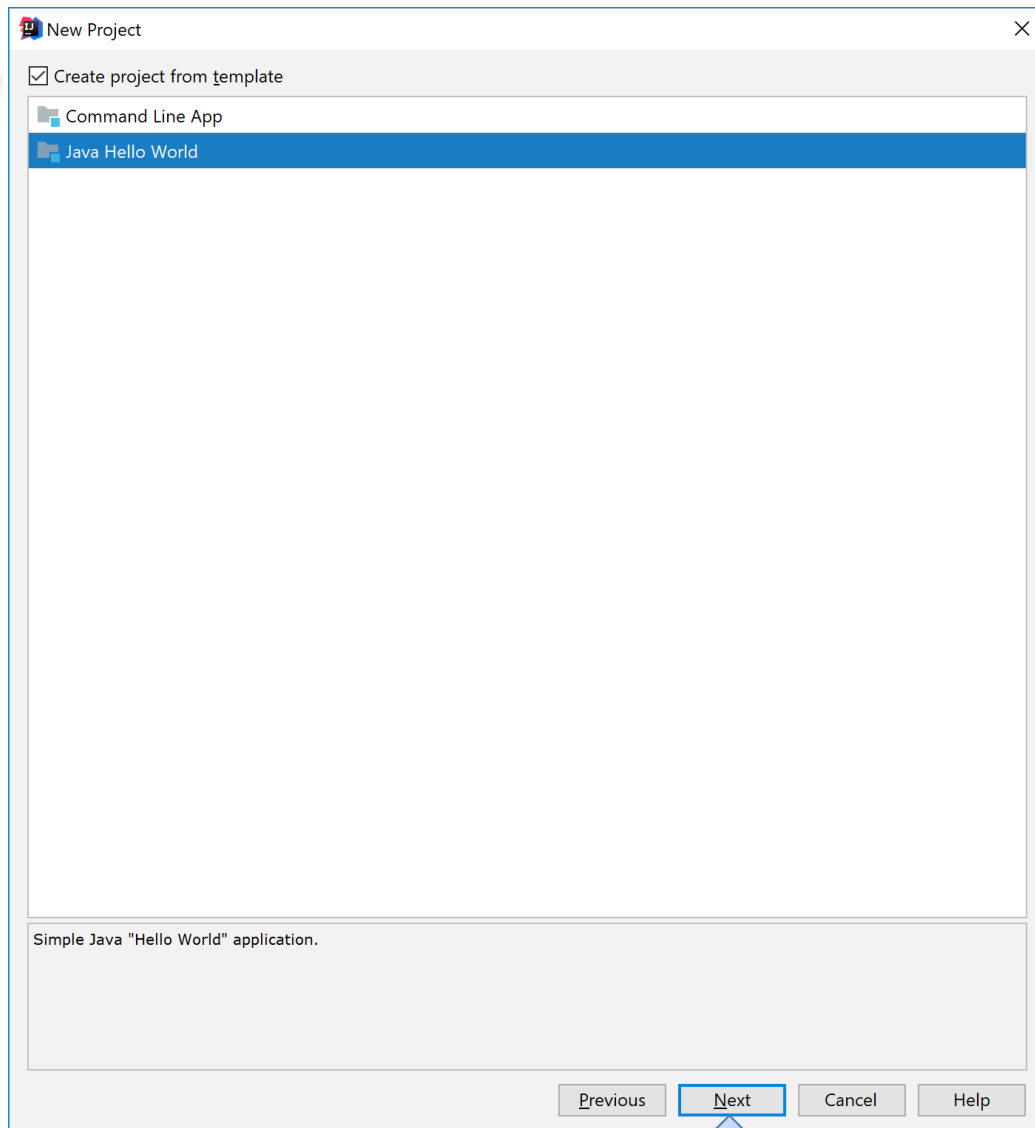 New Project
Create project from template
Command Line App
Java Hello World
Simple Java "Hello World" application.
Previous Next Cancel Help